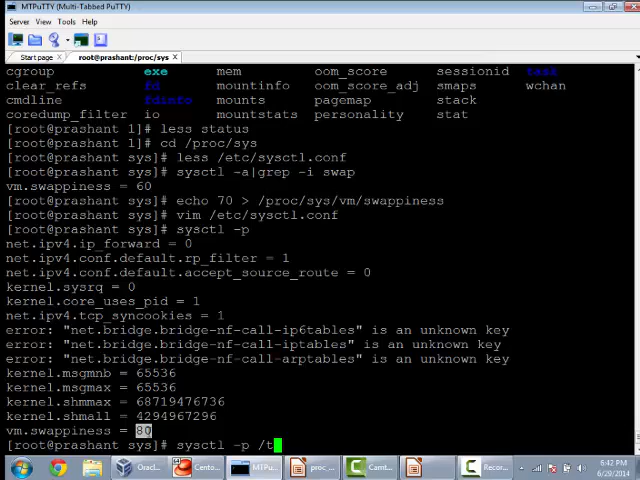 MTPuTTY (Multi-Tabbed PuTTY)
Server View Tools Help
Start page root@prashant:/proc/sys
cgroup exe mem oom_score sessionid task
clear_refs fd mountinfo oom_score_adj smaps wchan
cmdline fdinfo mounts pagemap stack
coredump_filter io mountstats personality stat
[root@prashant 1]# less status
[root@prashant 1]# cd /proc/sys
[root@prashant sys]# less /etc/sysctl.conf
[root@prashant sys]# sysctl -a|grep -i swap
vm.swappiness = 60
[root@prashant sys]# echo 70 > /proc/sys/vm/swappiness
[root@prashant sys]# vim /etc/sysctl.conf
[root@prashant sys]# sysctl -p
net.ipv4.ip_forward = 0
net.ipv4.conf.default.rp_filter = 1
net.ipv4.conf.default.accept_source_route = 0
kernel.sysrq = 0
kernel.core_uses_pid = 1
net.ipv4.tcp_syncookies = 1
error: "net.bridge.bridge-nf-call-ip6tables" is an unknown key
error: "net.bridge.bridge-nf-call-iptables" is an unknown key
error: "net.bridge.bridge-nf-call-arptables" is an unknown key
kernel.msgmnb = 65536
kernel.msgmax = 65536
kernel.shmmax = 68719476736
kernel.shmall = 4294967296
vm.swappiness = 80
[root@prashant sys]# sysctl -p /t
Oracl... Cento... MTPu... proc_... Camt... Recor... 6:42 PM
6/29/2014